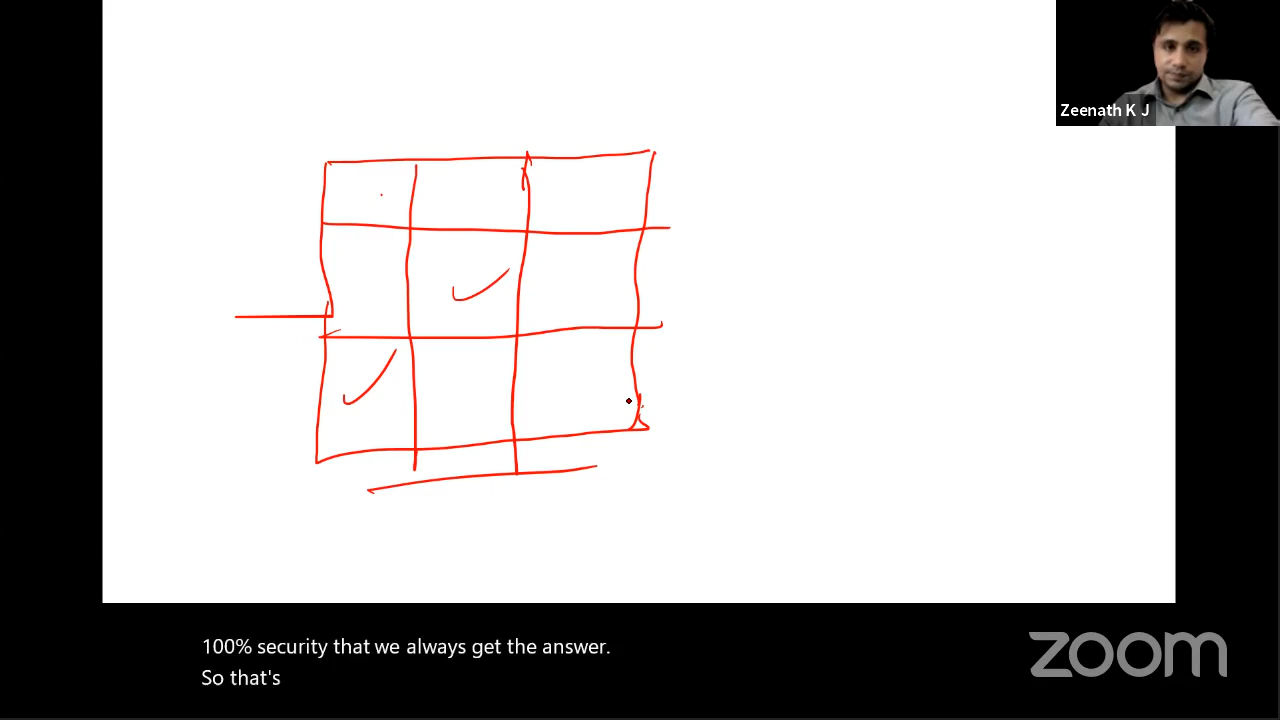 Zeenath K J
100% security that we always get the answer.
So that's
zoom